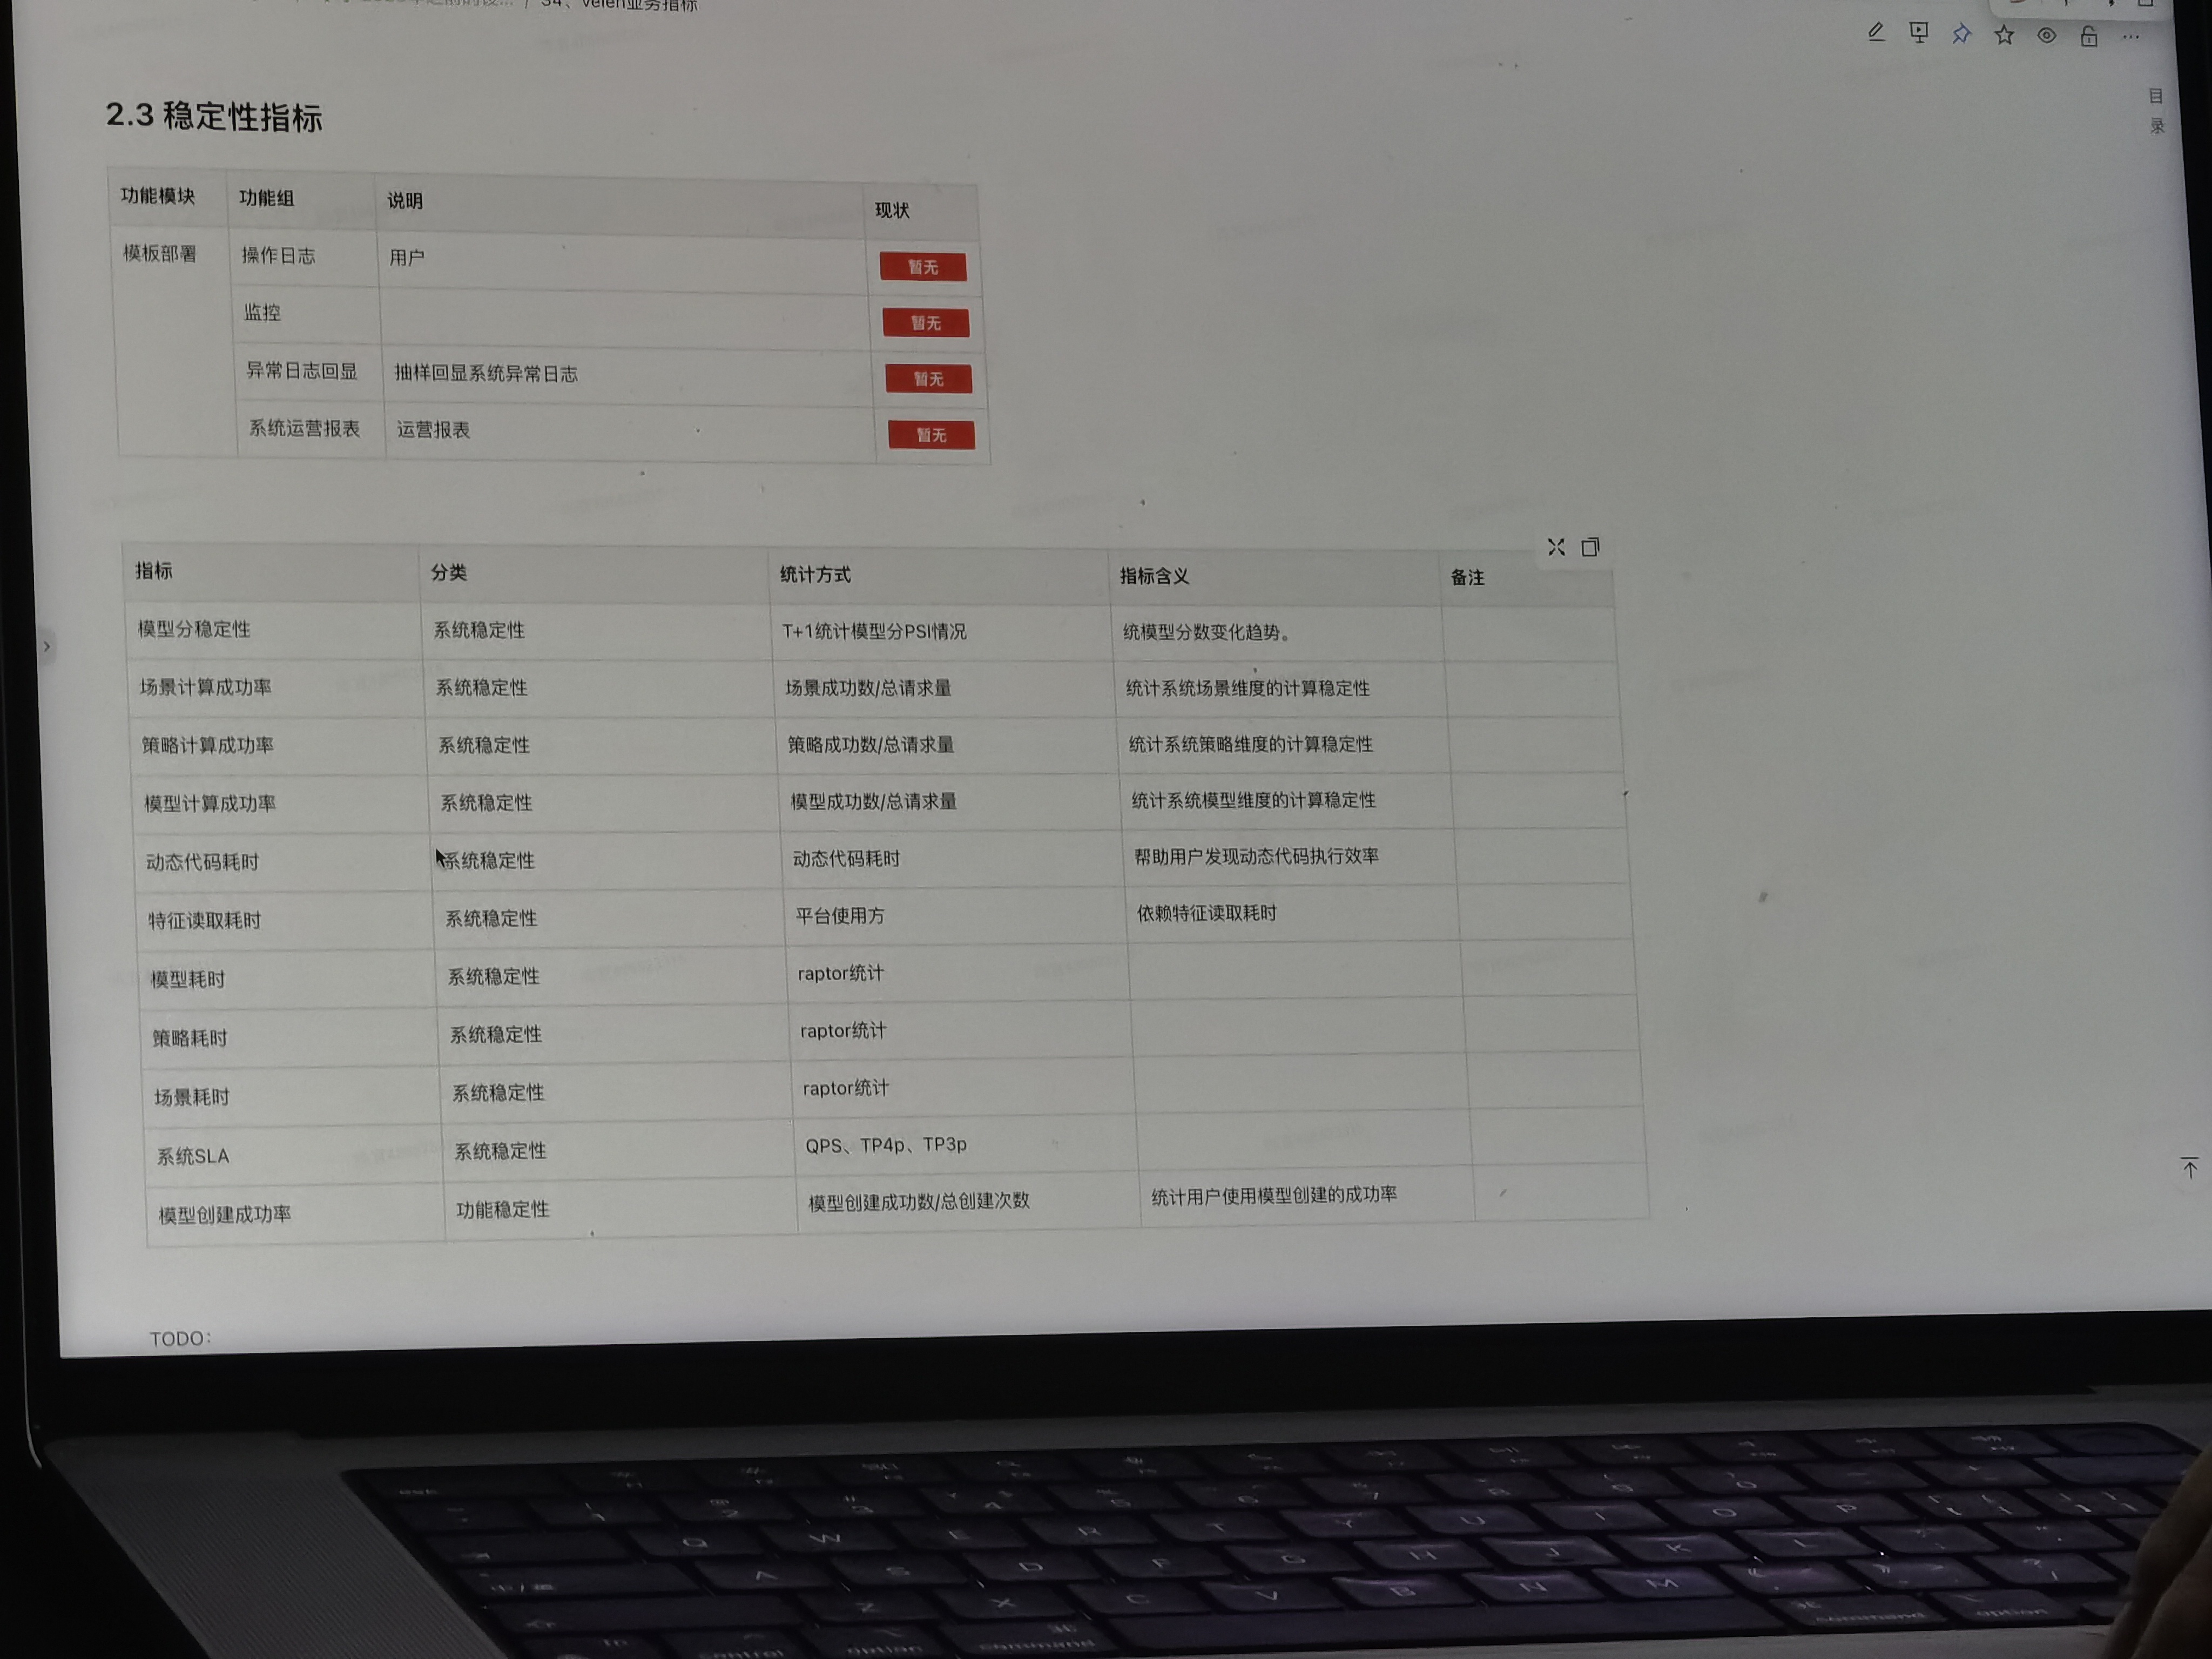 34、velen业务指标
目
录
2.3 稳定性指标
功能模块 功能组 说明 现状
模板部署 操作日志 用户 暂无
监控 暂无
异常日志回显 抽样回显系统异常日志 暂无
系统运营报表 运营报表 暂无
指标 分类 统计方式 指标含义 备注
模型分稳定性 系统稳定性 T+1统计模型分PSI情况 统模型分数变化趋势。
场景计算成功率 系统稳定性 场景成功数/总请求量 统计系统场景维度的计算稳定性
策略计算成功率 系统稳定性 策略成功数/总请求量 统计系统策略维度的计算稳定性
模型计算成功率 系统稳定性 模型成功数/总请求量 统计系统模型维度的计算稳定性
动态代码耗时 系统稳定性 动态代码耗时 帮助用户发现动态代码执行效率
特征读取耗时 系统稳定性 平台使用方 依赖特征读取耗时
模型耗时 系统稳定性 raptor统计
策略耗时 系统稳定性 raptor统计
场景耗时 系统稳定性 raptor统计
系统SLA 系统稳定性 QPS、TP4p、TP3p
模型创建成功率 功能稳定性 模型创建成功数/总创建次数 统计用户使用模型创建的成功率
TODO:
Q W E R T Y U I O P
A S D F G H J K L
Z X C V B N M
fn control option command command option